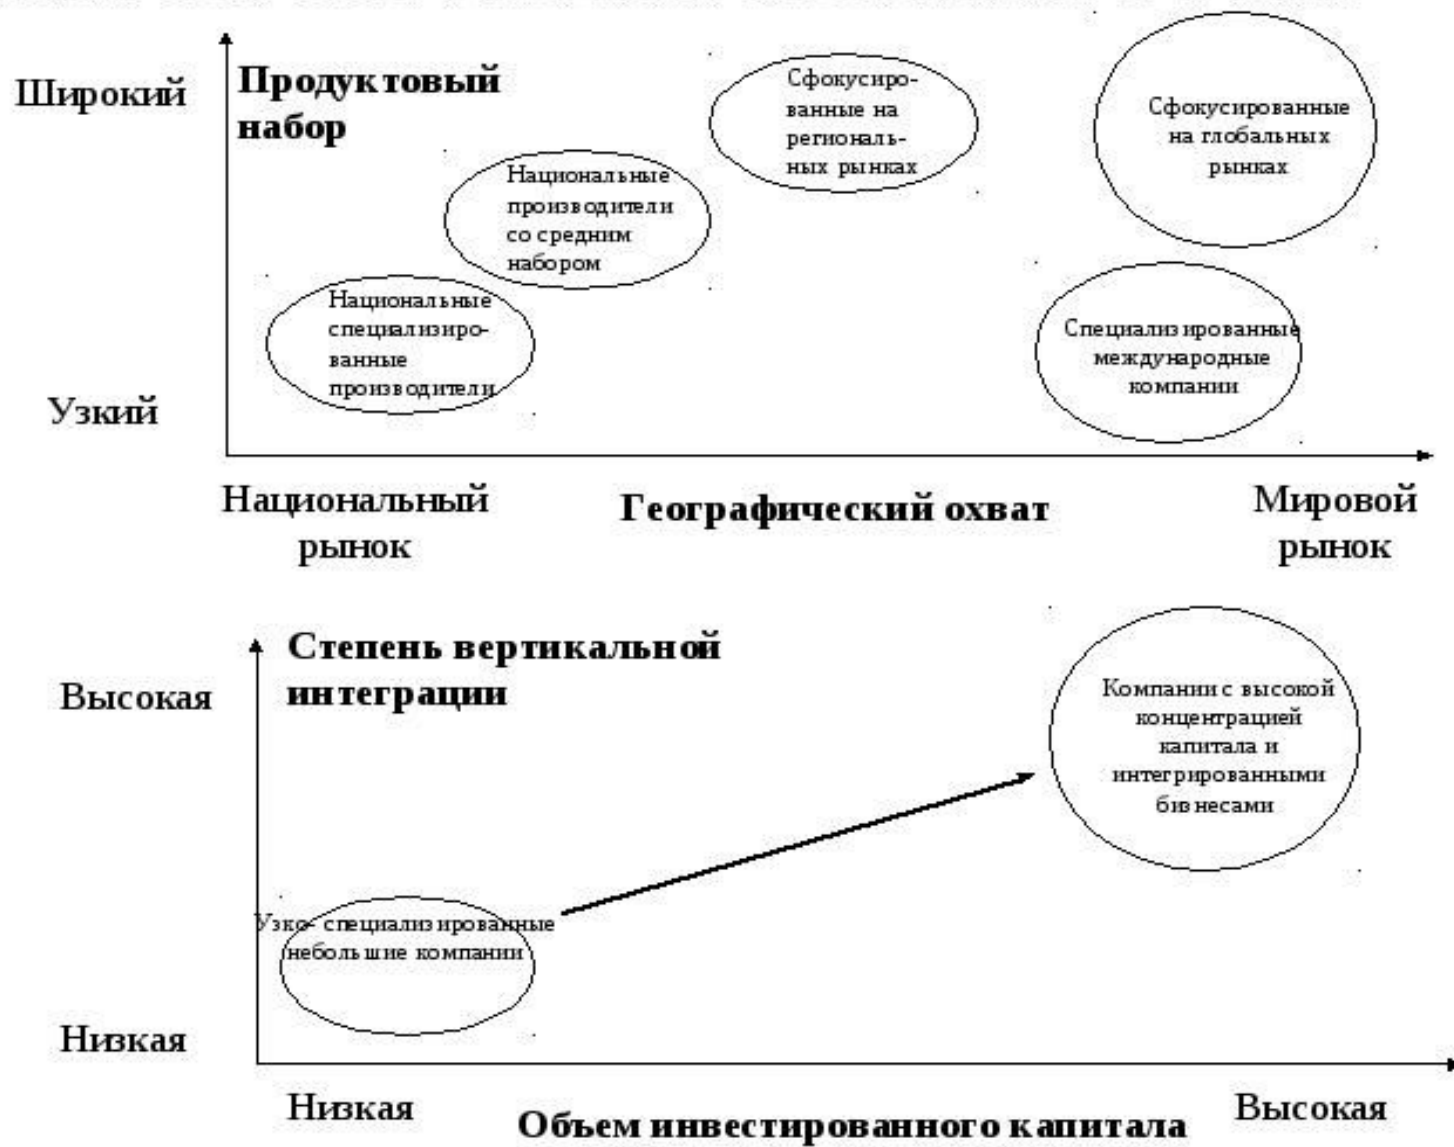 Широкий
Продуктовый
набор
Сфокусиро-
ванные на
региональ-
ных рынках
Сфокусированные
на глобальных
рынках
Национальные
производители
со средним
набором
Национальные
специализиро-
ванные
производители
Специализированные
международные
компании
Узкий
Национальный
рынок
Географический охват
Мировой
рынок
Степень вертикальной
интеграции
Высокая
Компании с высокой
концентрацией
капитала и
интегрированными
бизнесами
Узко- специализированные
небольшие компании
Низкая
Низкая
Объем инвестированного капитала
Высокая